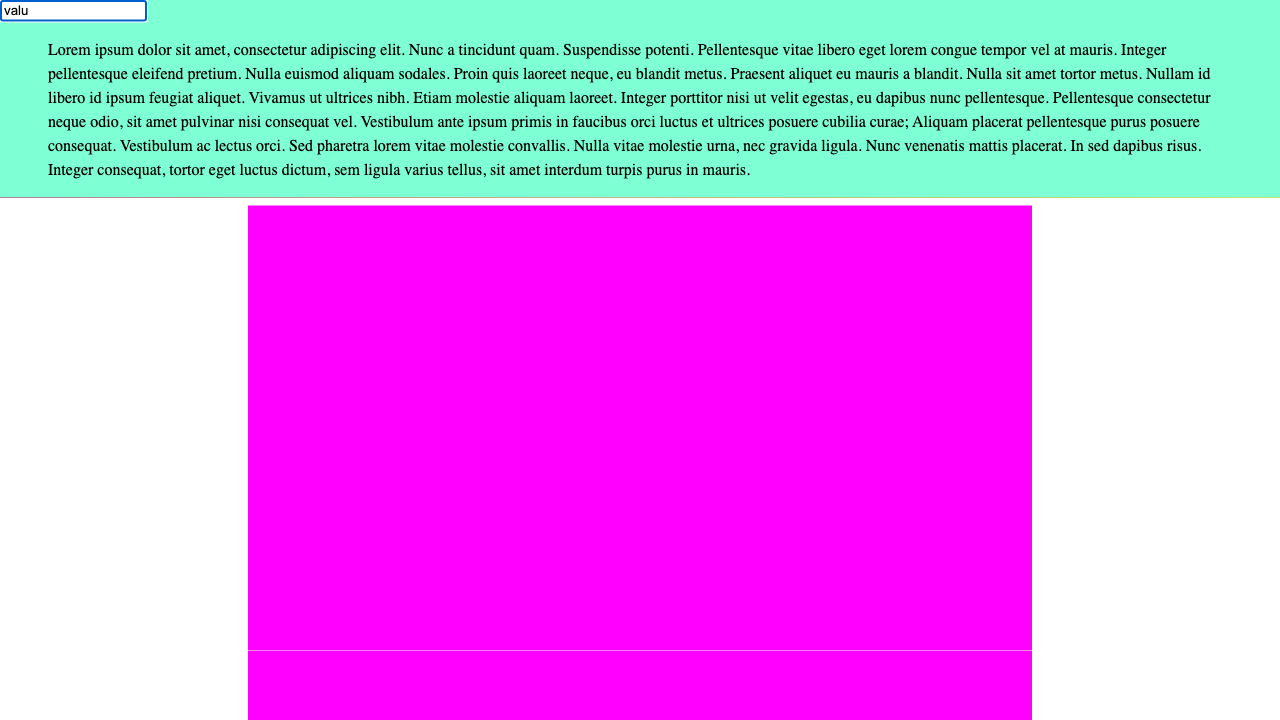 valu
Lorem ipsum dolor sit amet, consectetur adipiscing elit. Nunc a tincidunt quam. Suspendisse potenti. Pellentesque vitae libero eget lorem congue tempor vel at mauris. Integer
pellentesque eleifend pretium. Nulla euismod aliquam sodales. Proin quis laoreet neque, eu blandit metus. Praesent aliquet eu mauris a blandit. Nulla sit amet tortor metus. Nullam id
libero id ipsum feugiat aliquet. Vivamus ut ultrices nibh. Etiam molestie aliquam laoreet. Integer porttitor nisi ut velit egestas, eu dapibus nunc pellentesque. Pellentesque consectetur
neque odio, sit amet pulvinar nisi consequat vel. Vestibulum ante ipsum primis in faucibus orci luctus et ultrices posuere cubilia curae; Aliquam placerat pellentesque purus posuere
consequat. Vestibulum ac lectus orci. Sed pharetra lorem vitae molestie convallis. Nulla vitae molestie urna, nec gravida ligula. Nunc venenatis mattis placerat. In sed dapibus risus.
Integer consequat, tortor eget luctus dictum, sem ligula varius tellus, sit amet interdum turpis purus in mauris.